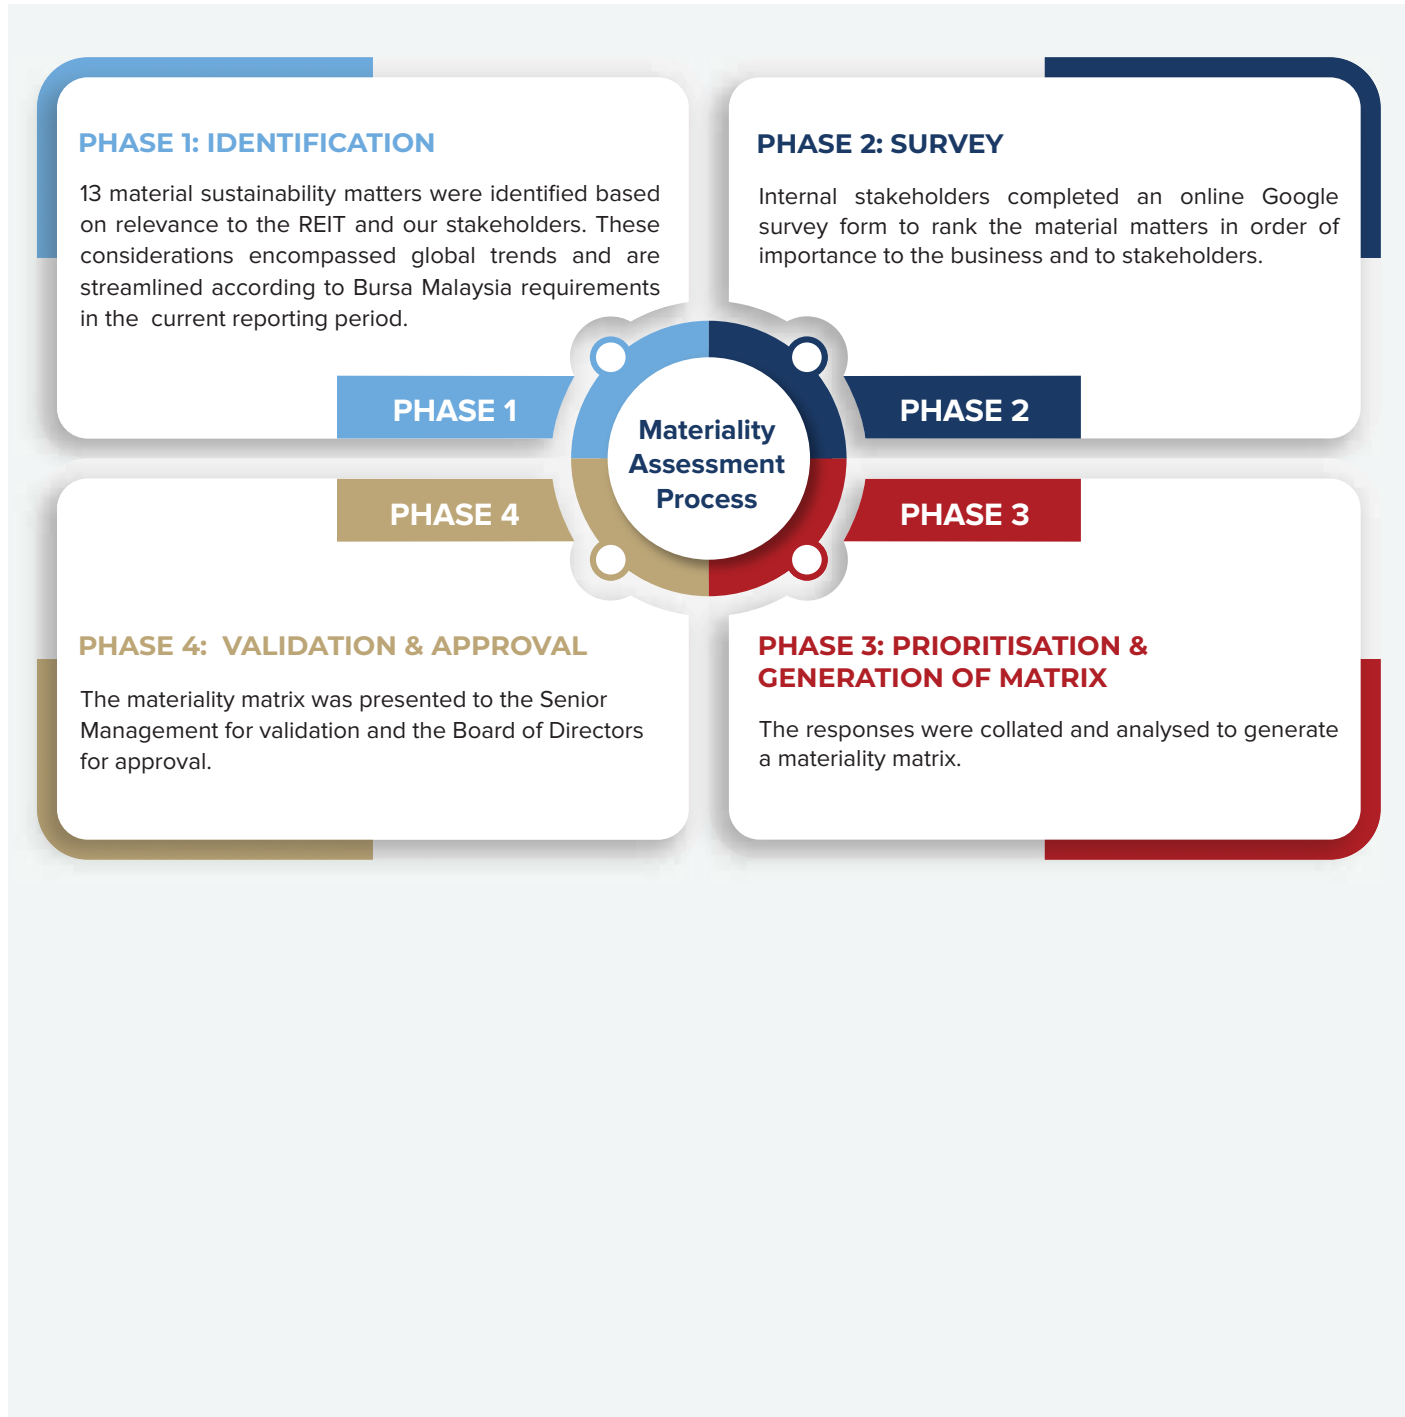 PHASE 1: IDENTIFICATION
13 material sustainability matters were identified based
on relevance to the REIT and our stakeholders. These
considerations encompassed global trends and are
streamlined according to Bursa Malaysia requirements
in the current reporting period.
PHASE 1
PHASE 2: SURVEY
Internal stakeholders completed an online Google
survey form to rank the material matters in order of
importance to the business and to stakeholders.
PHASE 2
Materiality
Assessment
Process
PHASE 3
PHASE 3: PRIORITISATION &
GENERATION OF MATRIX
The responses were collated and analysed to generate
a materiality matrix.
PHASE 4
PHASE 4: VALIDATION & APPROVAL
The materiality matrix was presented to the Senior
Management for validation and the Board of Directors
for approval.